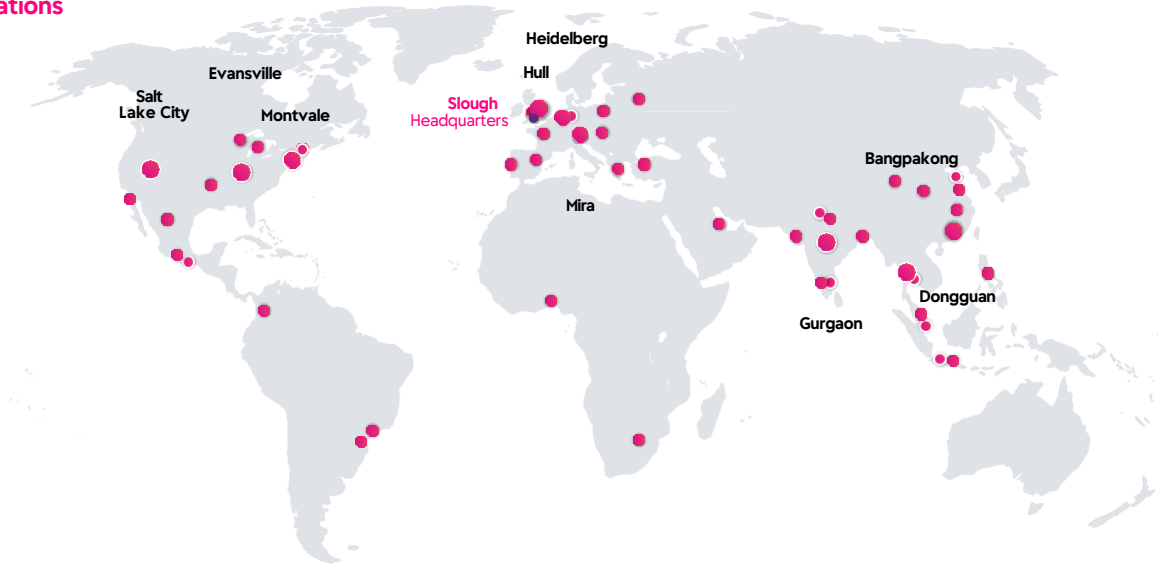 ations
Heidelberg
Evansville
Hull
Salt
Lake City
Slough
Headquarters
Montvale
Bangpakong
Mira
Dongguan
Gurgaon